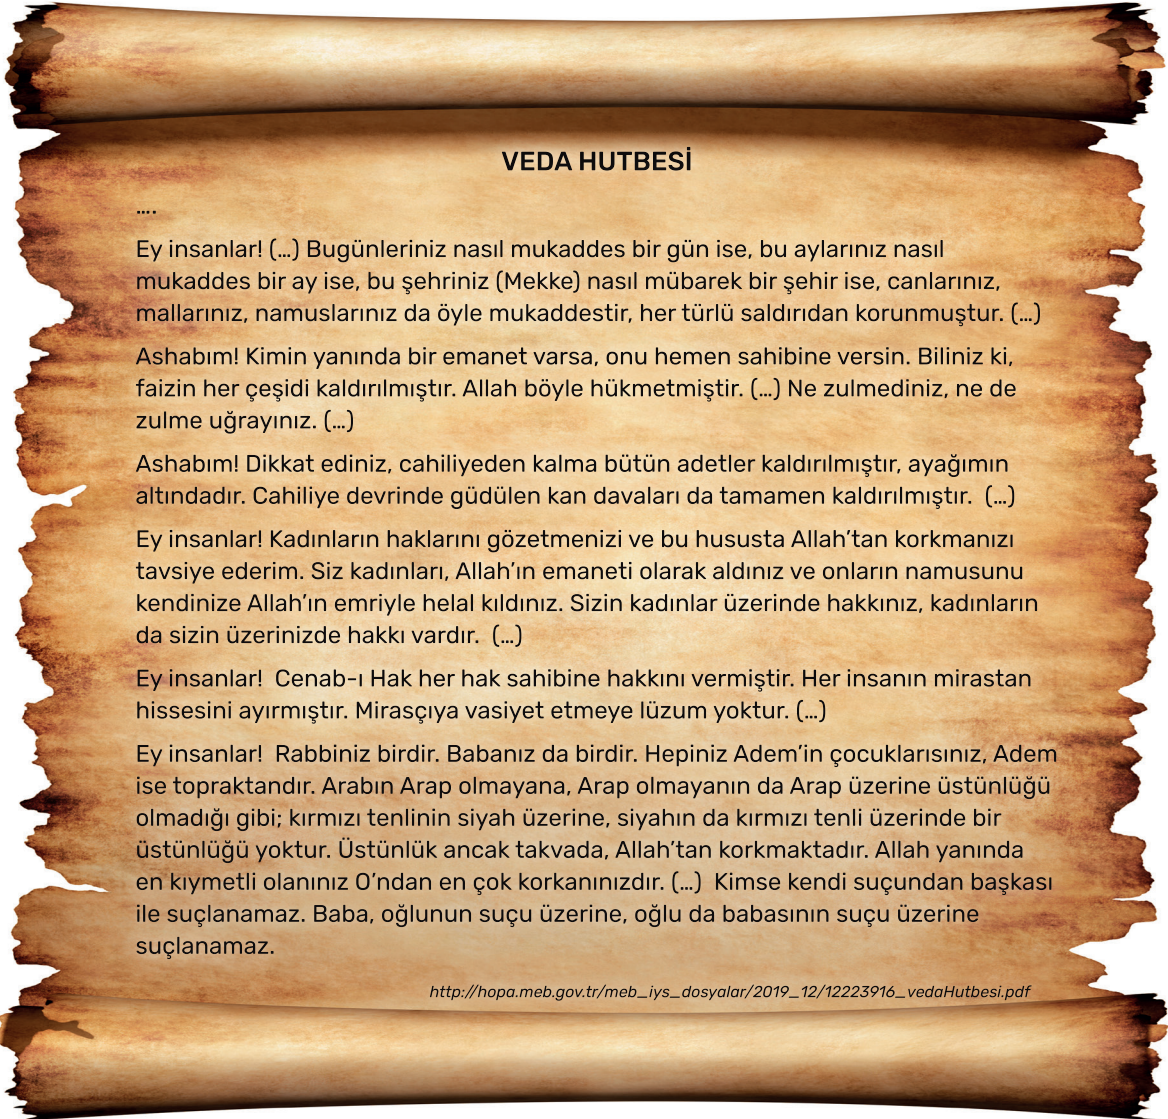 VEDA HUTBESİ
....
Ey insanlar! (...) Bugünleriniz nasıl mukaddes bir gün ise, bu aylarınız nasıl
mukaddes bir ay ise, bu şehriniz (Mekke) nasıl mübarek bir şehir ise, canlarınız,
mallarınız, namuslarınız da öyle mukaddestir, her türlü saldırıdan korunmuştur. (...)
Ashabım! Kimin yanında bir emanet varsa, onu hemen sahibine versin. Biliniz ki,
faizin her çeşidi kaldırılmıştır. Allah böyle hükmetmiştir. (...) Ne zulmediniz, ne de
zulme uğrayınız. (...)
Ashabım! Dikkat ediniz, cahiliyeden kalma bütün adetler kaldırılmıştır, ayağımın
altındadır. Cahiliye devrinde güdülen kan davaları da tamamen kaldırılmıştır.  (...)
Ey insanlar! Kadınların haklarını gözetmenizi ve bu hususta Allah’tan korkmanızı
tavsiye ederim. Siz kadınları, Allah’ın emaneti olarak aldınız ve onların namusunu
kendinize Allah’ın emriyle helal kıldınız. Sizin kadınlar üzerinde hakkınız, kadınların
da sizin üzerinizde hakkı vardır.  (...)
Ey insanlar!  Cenab-ı Hak her hak sahibine hakkını vermiştir. Her insanın mirastan
hissesini ayırmıştır. Mirasçıya vasiyet etmeye lüzum yoktur. (...)
Ey insanlar!  Rabbiniz birdir. Babanız da birdir. Hepiniz Adem’in çocuklarısınız, Adem
ise topraktandır. Arabın Arap olmayana, Arap olmayanın da Arap üzerine üstünlüğü
olmadığı gibi; kırmızı tenlinin siyah üzerine, siyahın da kırmızı tenli üzerinde bir
üstünlüğü yoktur. Üstünlük ancak takvada, Allah’tan korkmaktadır. Allah yanında
en kıymetli olanınız O’ndan en çok korkanınızdır. (...)  Kimse kendi suçundan başkası
ile suçlanamaz. Baba, oğlunun suçu üzerine, oğlu da babasının suçu üzerine
suçlanamaz.
http://hopa.meb.gov.tr/meb_iys_dosyalar/2019_12/12223916_vedaHutbesi.pdf